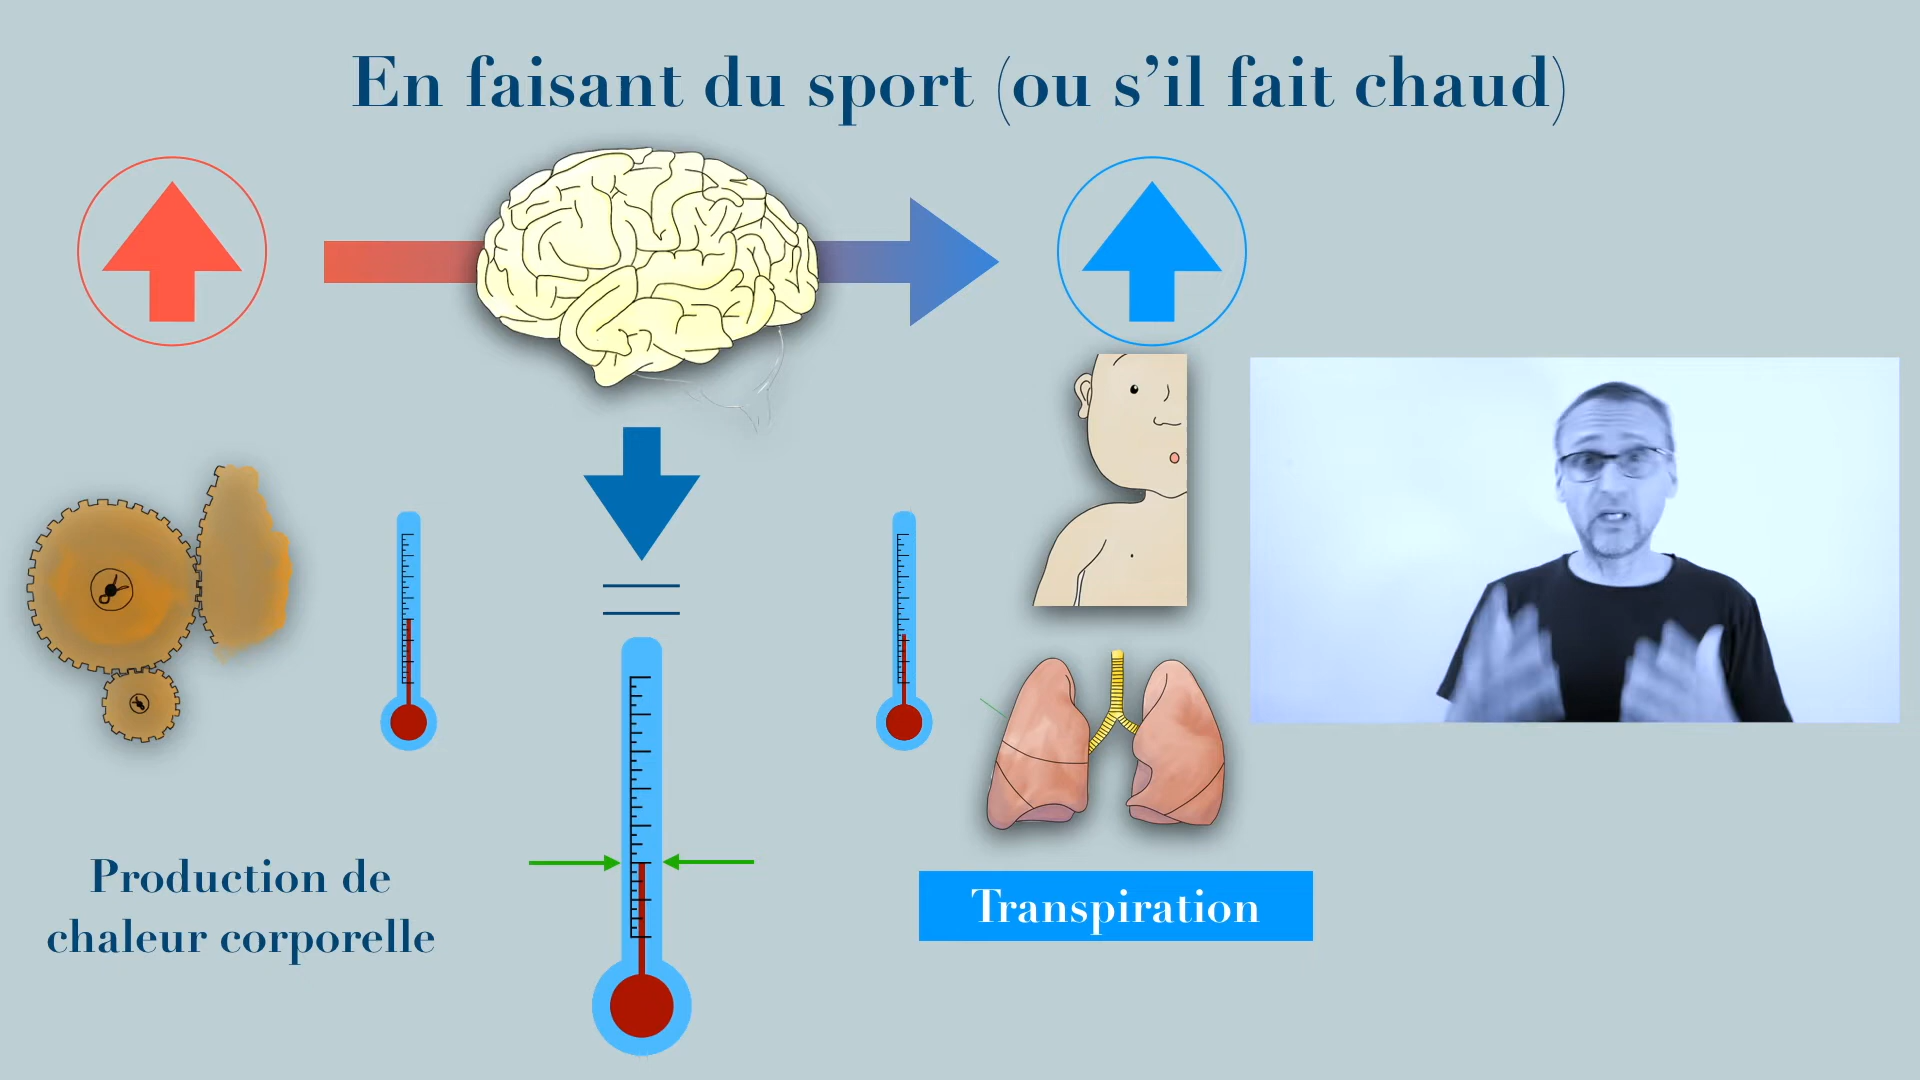 En faisant du sport (ou s’il fait chaud)
Production de
chaleur corporelle
Transpiration